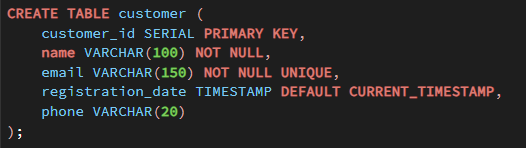 CREATE TABLE customer (
    customer_id SERIAL PRIMARY KEY,
    name VARCHAR(100) NOT NULL,
    email VARCHAR(150) NOT NULL UNIQUE,
    registration_date TIMESTAMP DEFAULT CURRENT_TIMESTAMP,
    phone VARCHAR(20)
);